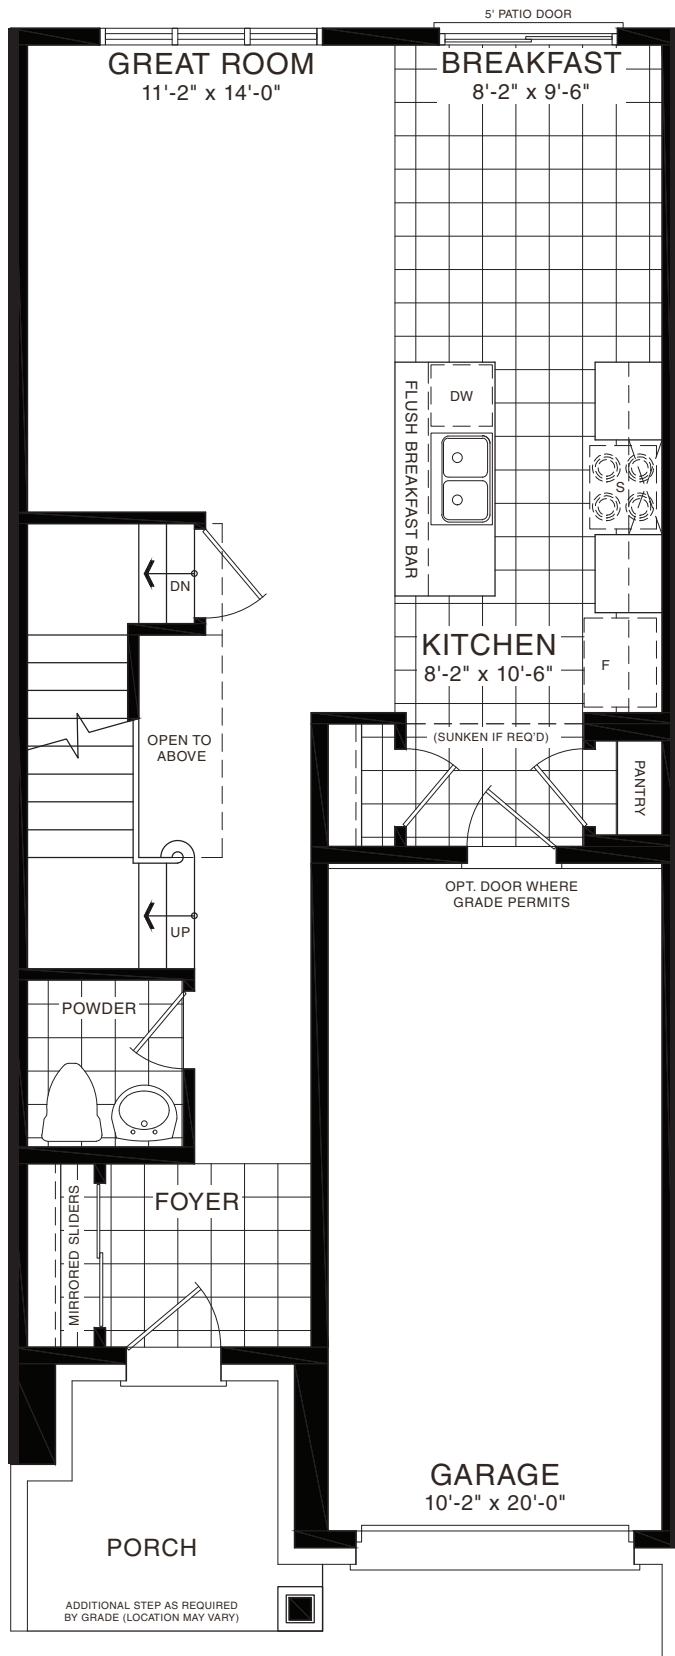 5' PATIO DOOR
GREAT ROOM
11'-2" x 14'-0"
BREAKFAST
8'-2" x 9'-6"
DW
FLUSH BREAKFAST BAR
S
DN
KITCHEN
8'-2" x 10'-6"
F
OPEN TO
ABOVE
(SUNKEN IF REQ'D)
PANTRY
OPT. DOOR WHERE
GRADE PERMITS
UP
POWDER
MIRRORED SLIDERS
FOYER
GARAGE
10'-2" x 20'-0"
PORCH
ADDITIONAL STEP AS REQUIRED
BY GRADE (LOCATION MAY VARY)